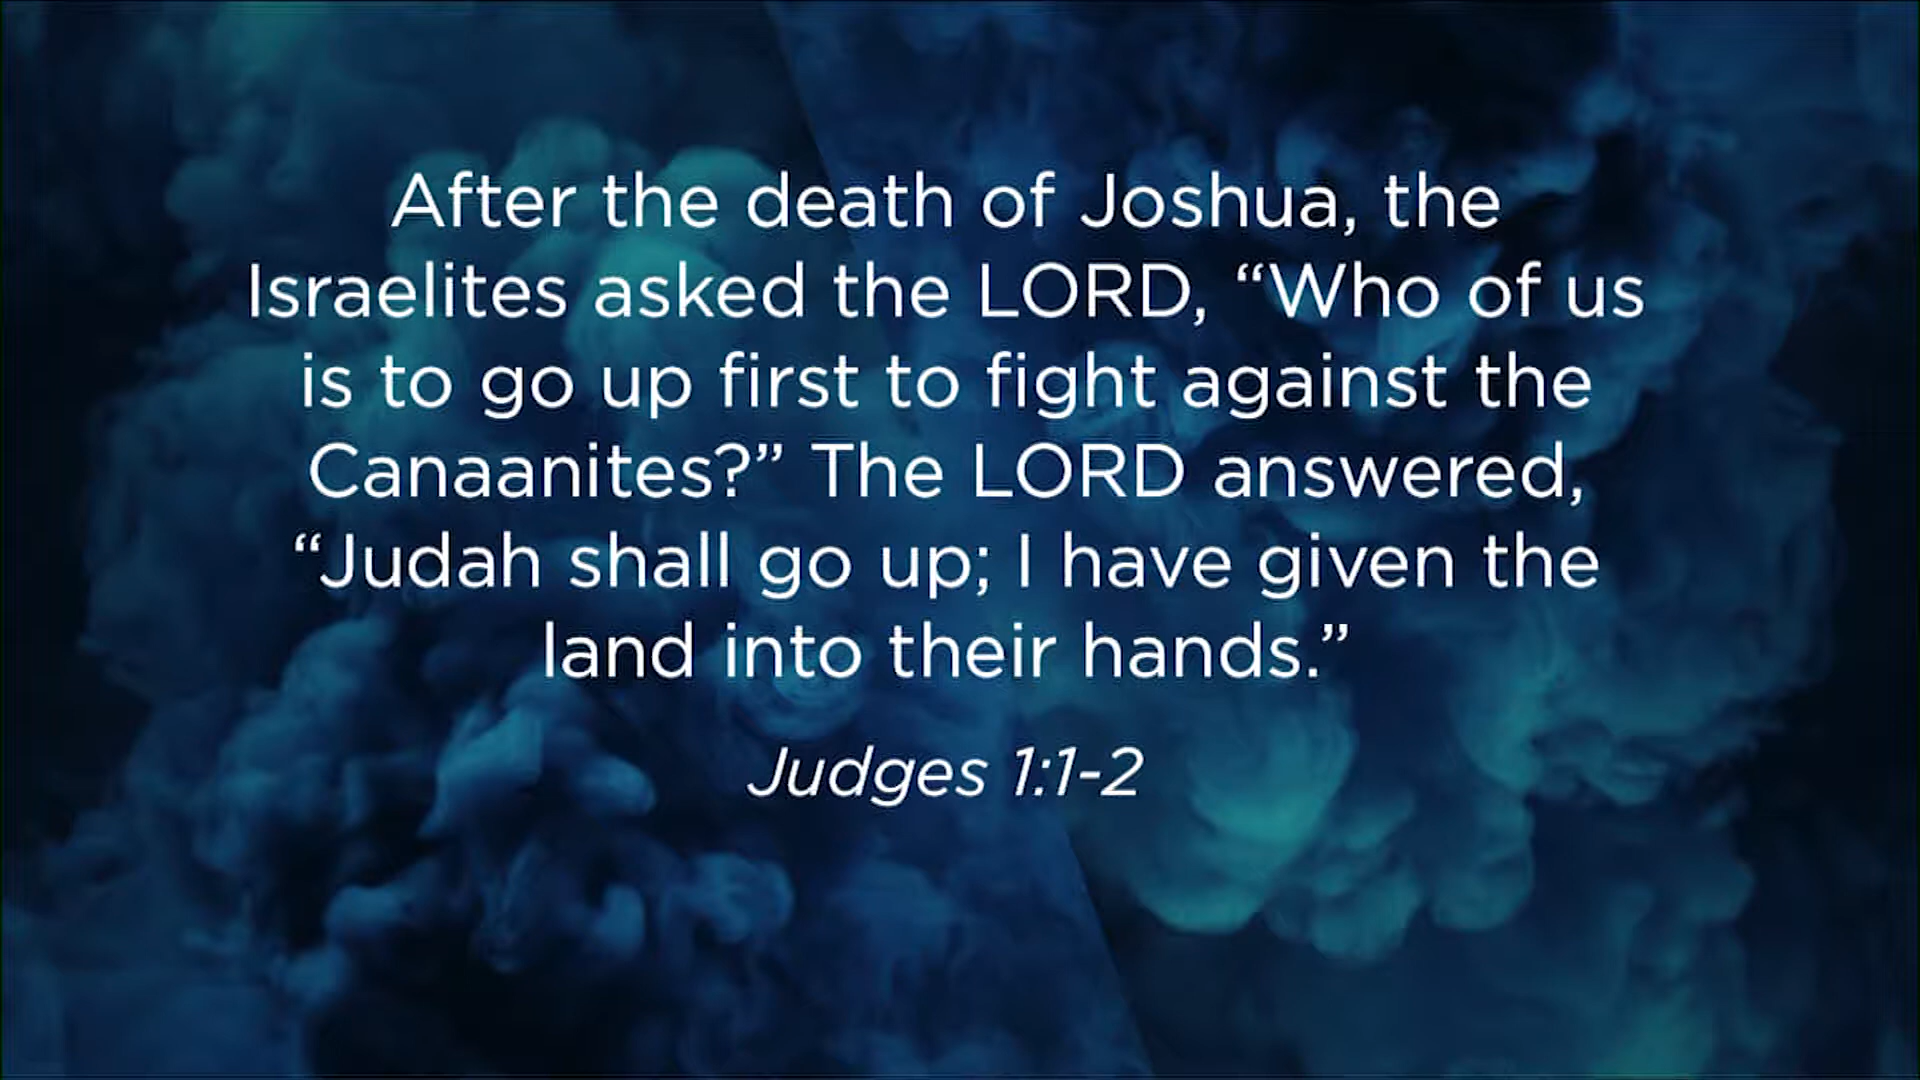 After the death of Joshua, the
Israelites asked the LORD, “Who of us
is to go up first to fight against the
Canaanites?” The LORD answered,
“Judah shall go up; I have given the
land into their hands.”
Judges 1:1-2